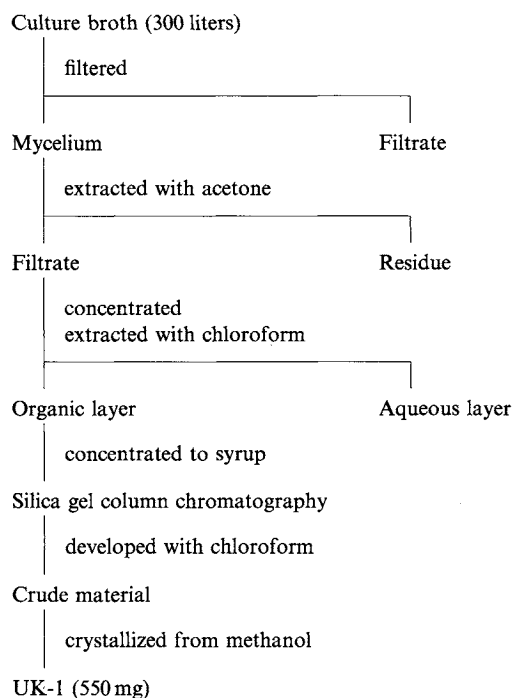 Culture broth (300 liters)
filtered
Mycelium Filtrate
extracted with acetone
Filtrate Residue
concentrated
extracted with chloroform
Organic layer Aqueous layer
concentrated to syrup
Silica gel column chromatography
developed with chloroform
Crude material
crystallized from methanol
UK-1 (550 mg)